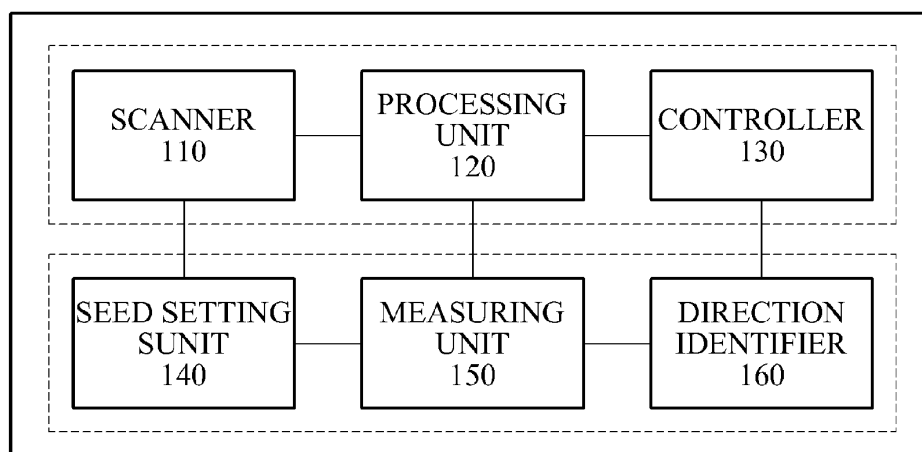 SCANNER
110
PROCESSING
UNIT
120
CONTROLLER
130
SEED SETTING
SUNIT
140
MEASURING
UNIT
150
DIRECTION
IDENTIFIER
160